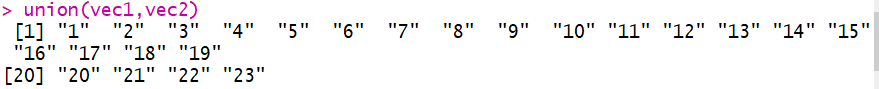 > union(vec1,vec2)
[1] "1" "2" "3" "4" "5" "6" "7" "8" "9" "10" "11" "12" "13" "14" "15"
"16" "17" "18" "19"
[20] "20" "21" "22" "23"